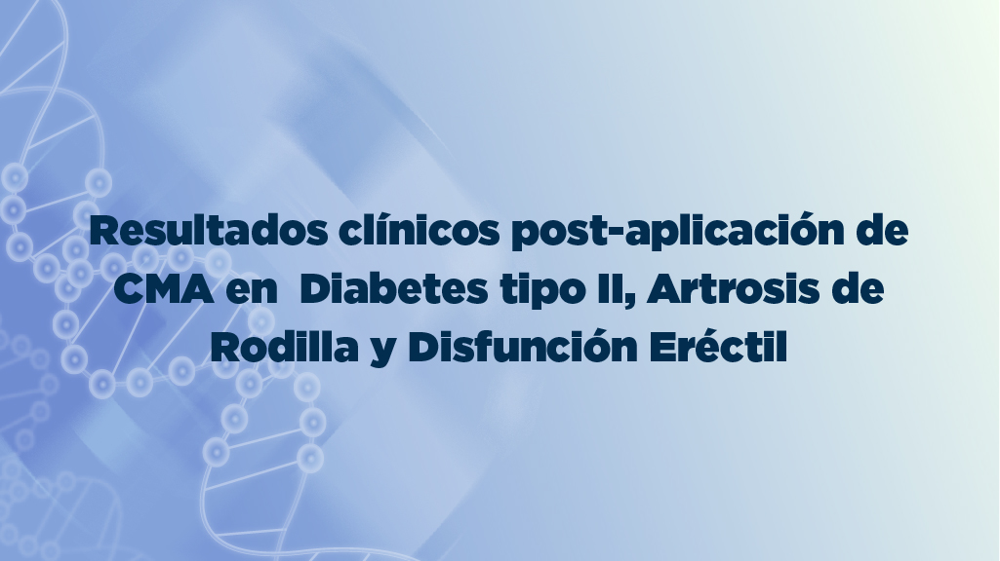 Resultados clínicos post-aplicación de
CMA en  Diabetes tipo II, Artrosis de
Rodilla y Disfunción Eréctil